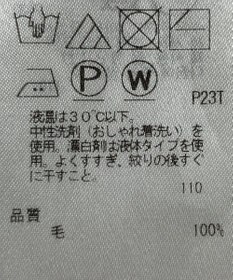 P
W
P23T
液温は30℃以下。
中性洗剤（おしゃれ着洗い）を
使用。漂白剤は液体タイプを使
用。よくすすぎ、絞りの後すぐ
に干すこと。
110
品質
毛 100%